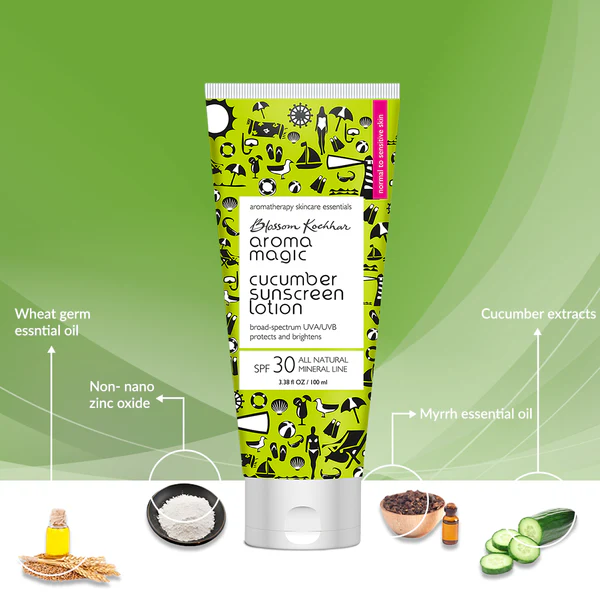 normal to sensitive skin
aromatherapy skincare essentials
Blossom Kochhar
aroma
magic
cucumber
sunscreen
lotion
broad-spectrum UVA/UVB
protects and brightens
SPF 30 ALL NATURAL
MINERAL LINE
3.38 fl OZ / 100 ml
Wheat germ
essntial oil
Cucumber extracts
Non- nano
zinc oxide
Myrrh essential oil